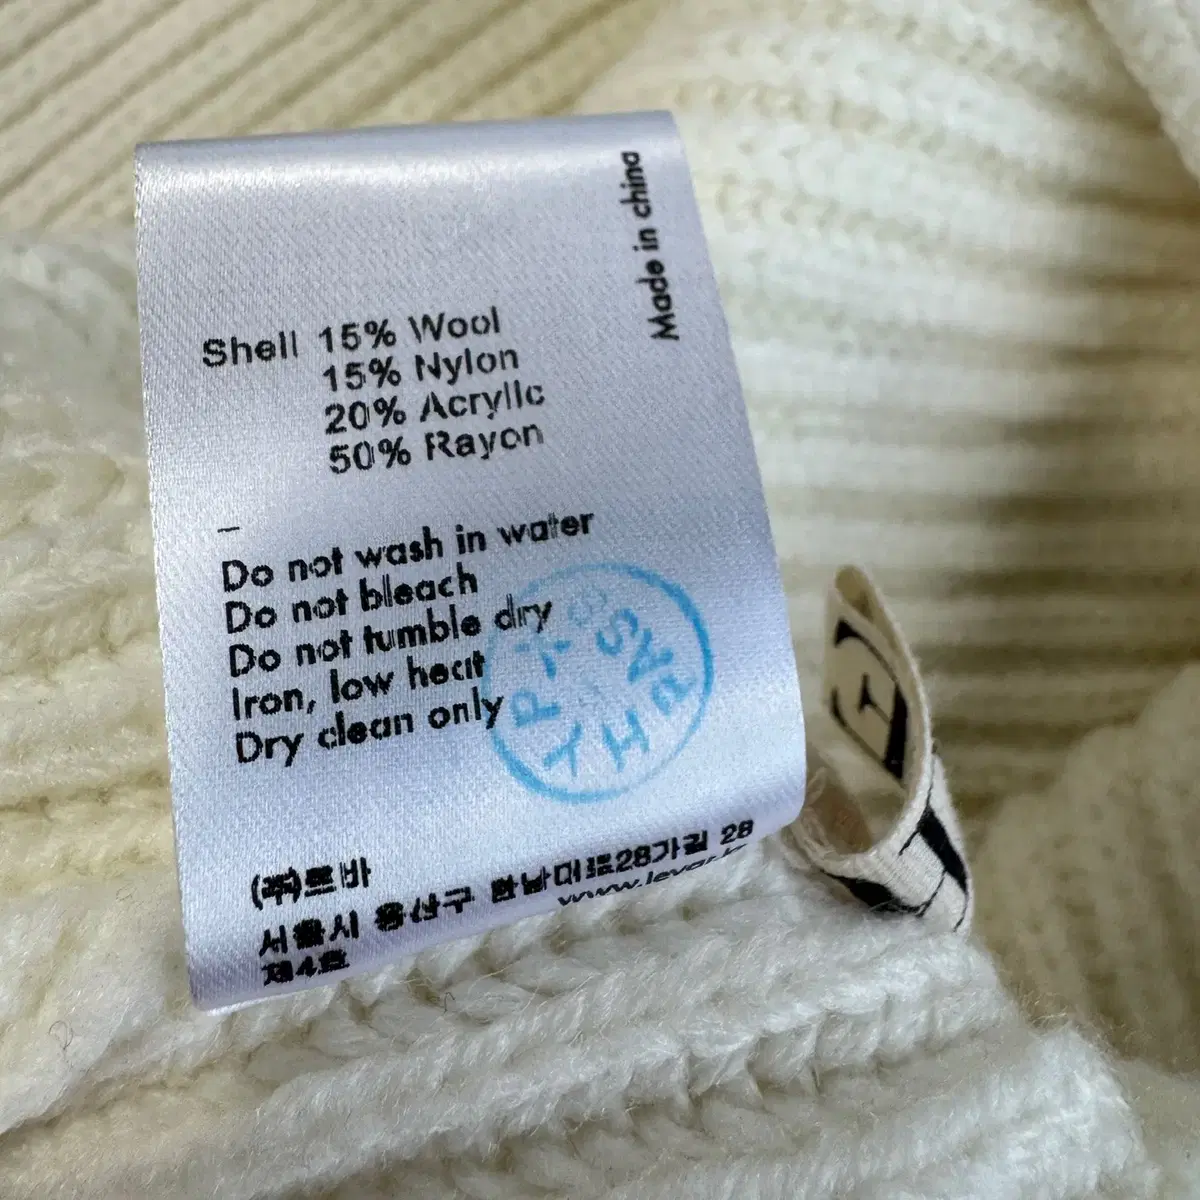 Made in china
Shell 15% Wool
15% Nylon
20% Acrylic
50% Rayon
–
Do not wash in water
Do not bleach
Do not tumble dry
Iron, low heat
Dry clean only
(주)르바
서울시 용산구 한남대로28가길 28
제4호
www.levar.kr